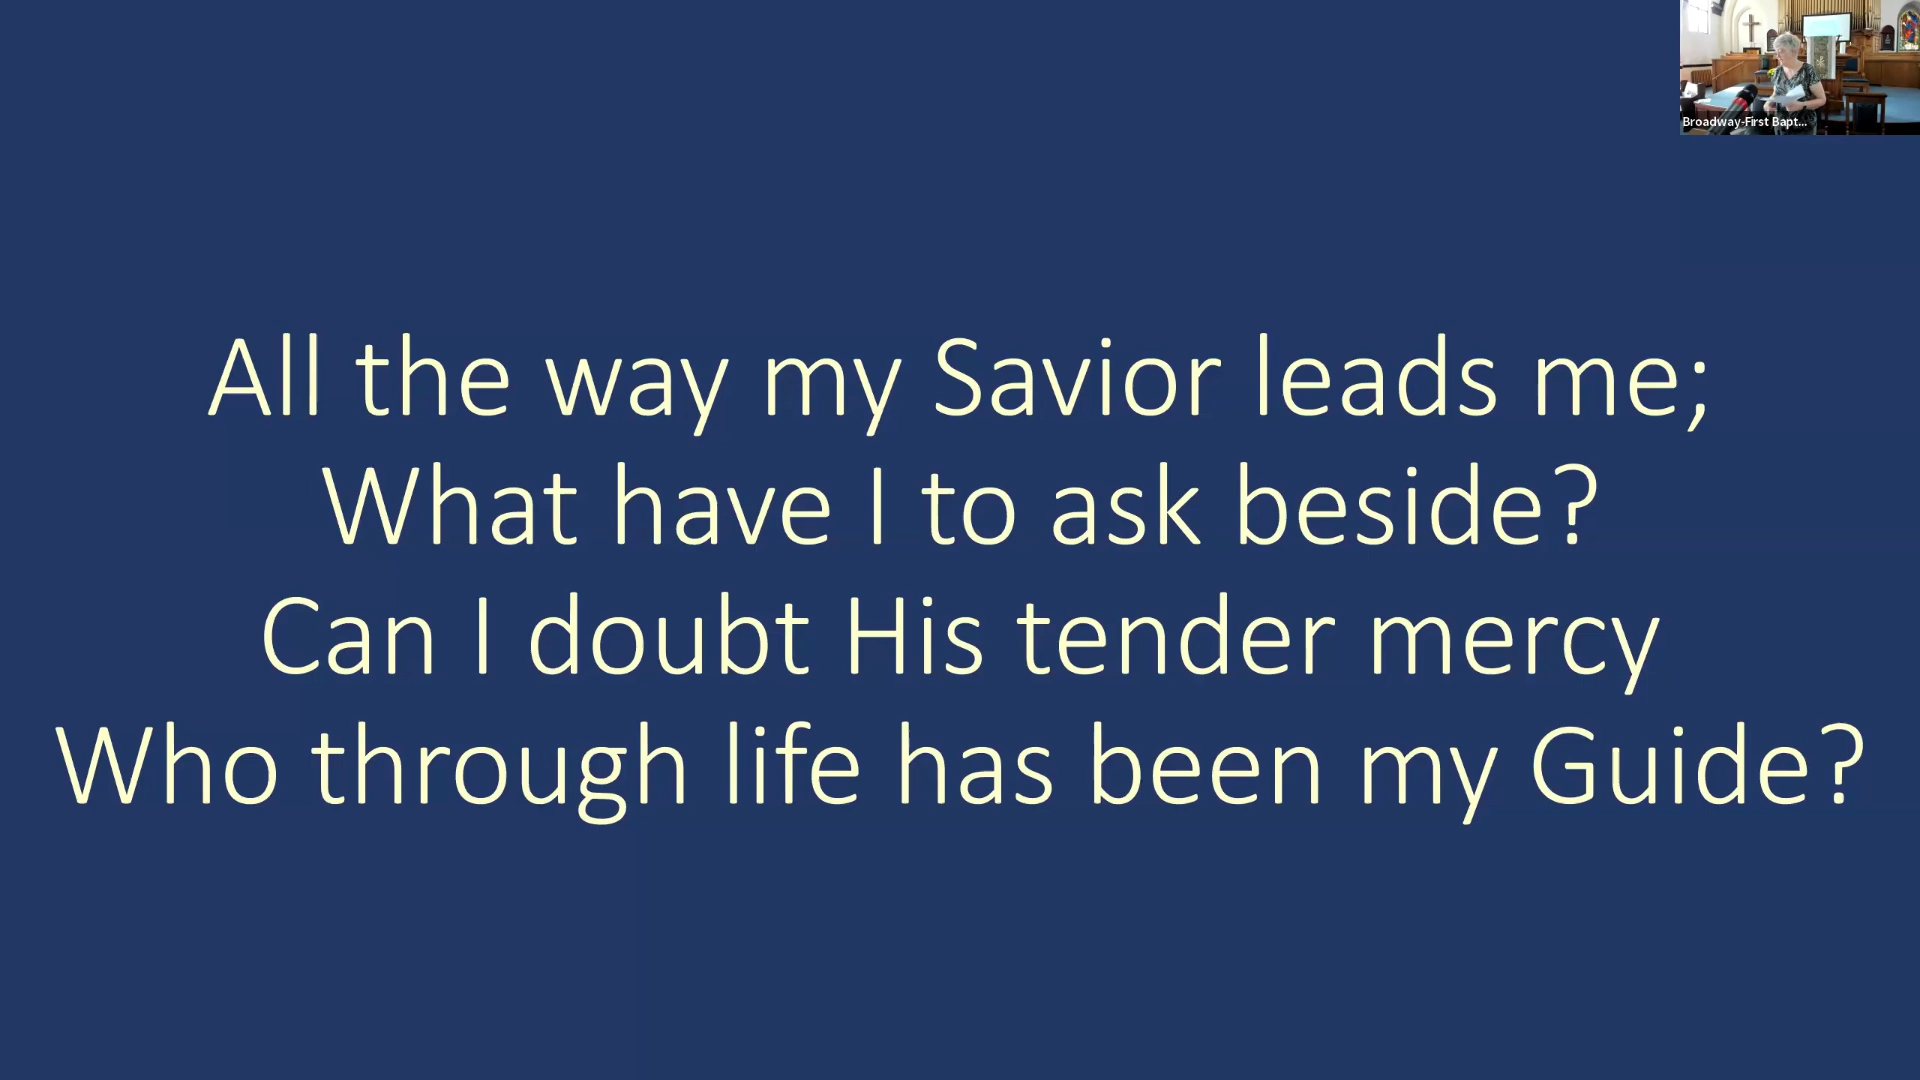 Broadway-First Bapt...
All the way my Savior leads me;
What have I to ask beside?
Can I doubt His tender mercy
Who through life has been my Guide?